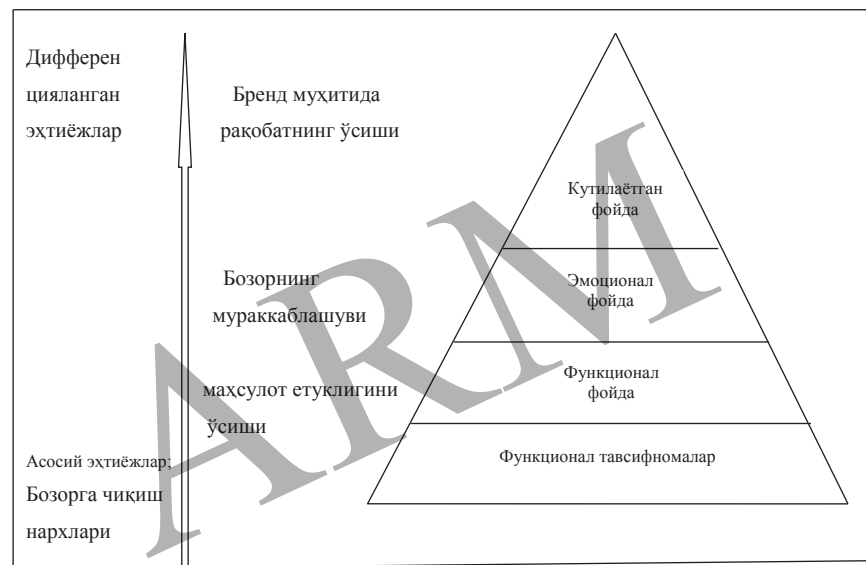 Дифферен
цияланган
эҳтиёжлар
Бренд муҳитида
рақобатнинг ўсиши
Бозорнинг
мураккаблашуви
маҳсулот етуклигини
ўсиши
Асосий эҳтиёжлар;
Бозорга чиқиш
нархлари
Кутилаётган
фойда
Эмоционал
фойда
Функционал
фойда
Функционал тавсифномалар
ARM